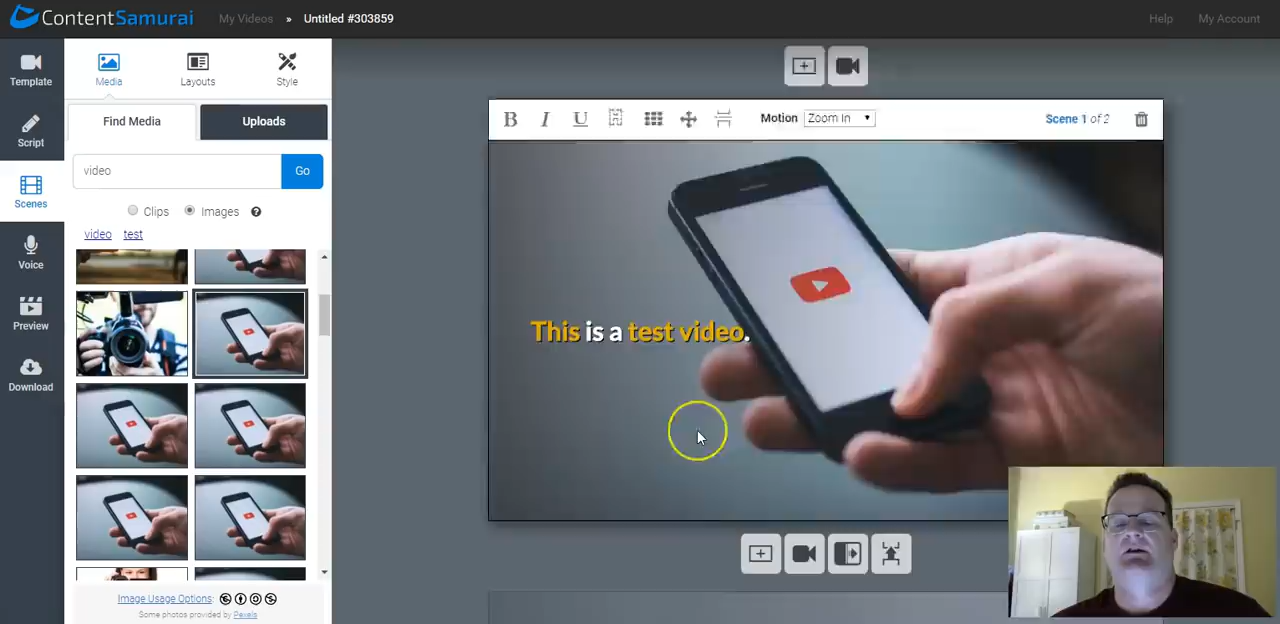 ContentSamurai
My Videos » Untitled #303859
Help
My Account
Template
Script
Scenes
Voice
Preview
Download
Media
Layouts
Style
Find Media
Uploads
video
Go
Clips
Images
?
video test
Image Usage Options:
Some photos provided by Pexels
B I U
Motion Zoom In
Scene 1 of 2
This is a test video.